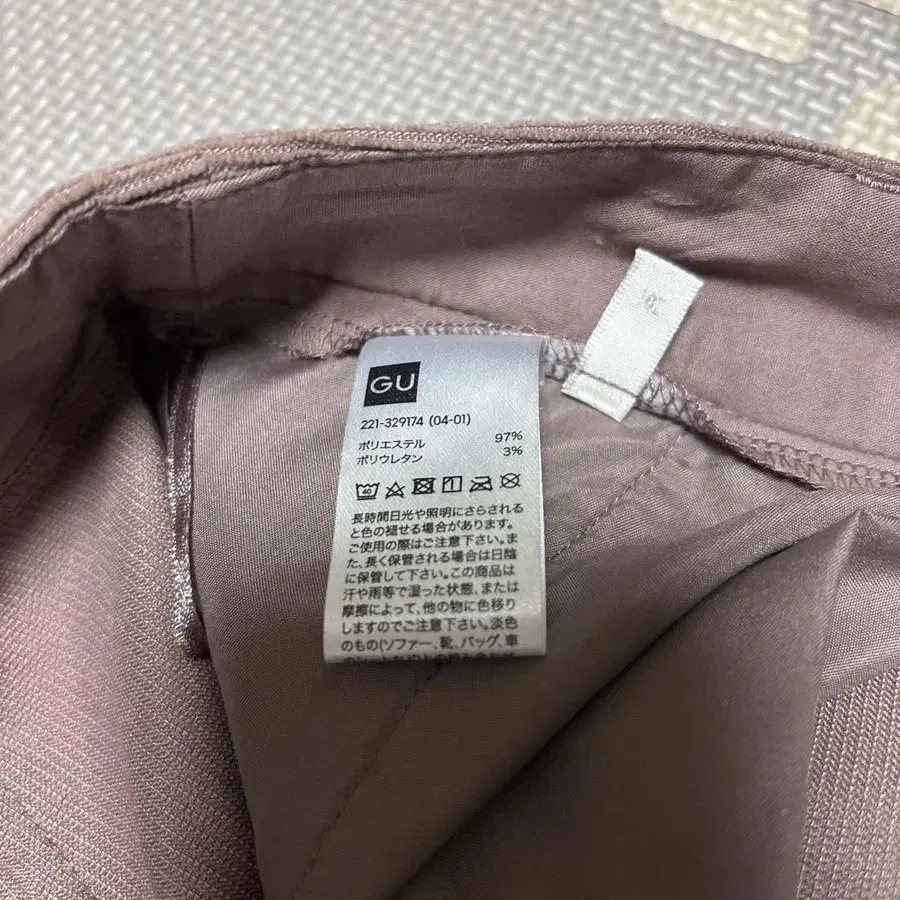 GU
221-329174 (04-01)
ポリエステル 97%
ポリウレタン 3%
40
長時間日光や照明にさらされる
と色の褪せる場合があります。
ご使用の際はご注意下さい。ま
た、長く保管される場合は日陰
に保管して下さい。この商品は
汗や雨等で湿った状態、または
摩擦によって、他の物に色移り
しますのでご注意下さい。淡色
のもの(ソファー、靴、バッグ、車